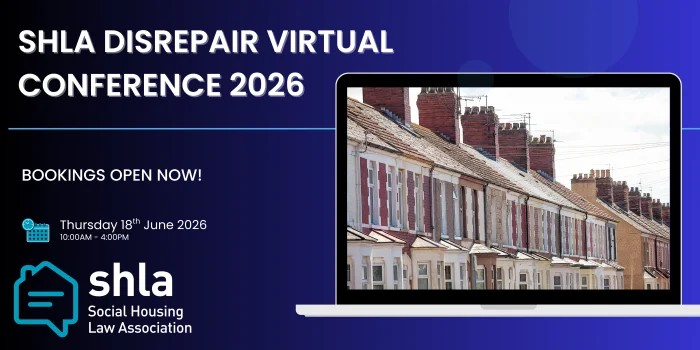 SHLA DISREPAIR VIRTUAL
CONFERENCE 2026
BOOKINGS OPEN NOW!
Thursday 18th June 2026
10:00AM - 4:00PM
shla
Social Housing
Law Association